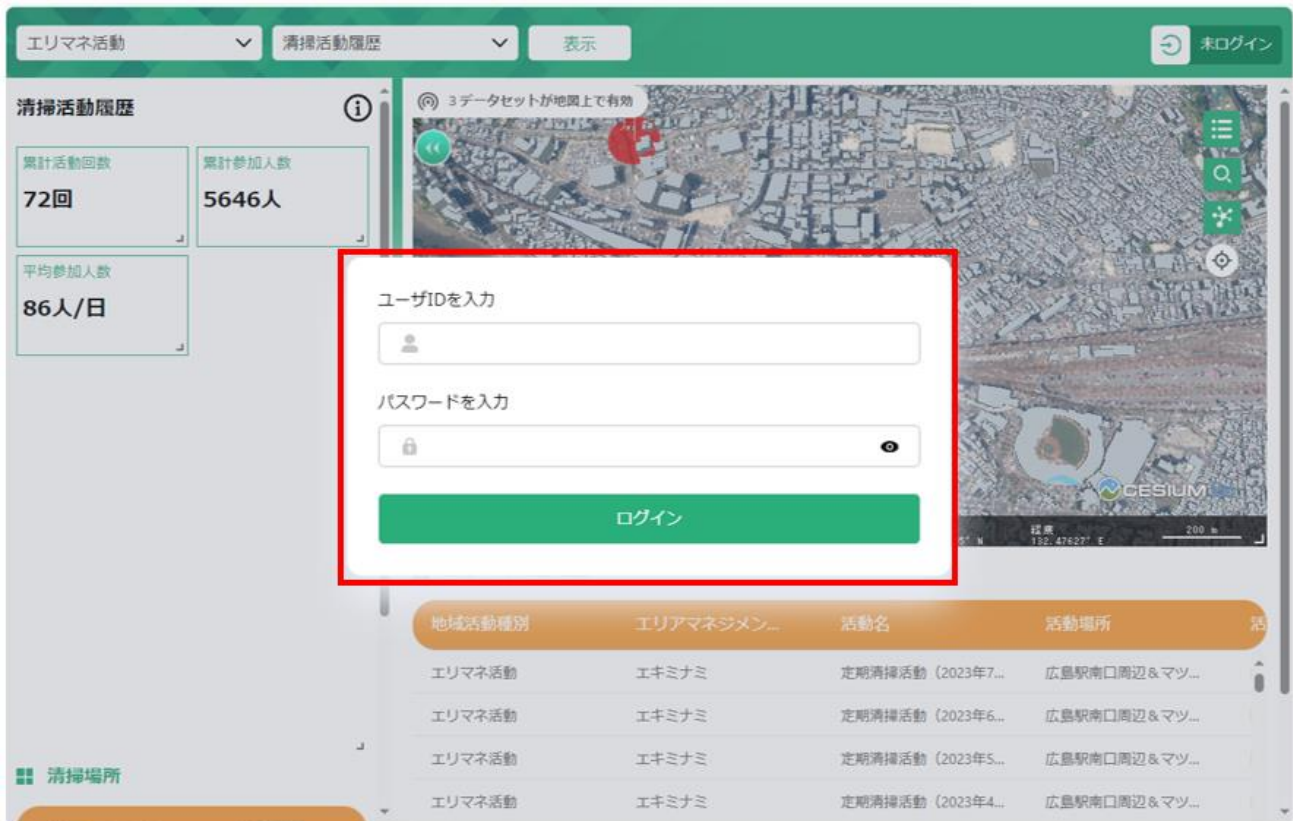 エリマネ活動
清掃活動履歴
表示
未ログイン
清掃活動履歴
3データセットが地図上で有効
累計活動回数
72回
累計参加人数
5646人
平均参加人数
86人/日
ユーザIDを入力
パスワードを入力
ログイン
CESIUM
5° N
経度
132.47627° E
200 m
地域活動種別 エリアマネジメン... 活動名 活動場所 活
エリマネ活動 エキミナミ 定期清掃活動（2023年7... 広島駅南口周辺&マツ...
エリマネ活動 エキミナミ 定期清掃活動（2023年6... 広島駅南口周辺&マツ...
エリマネ活動 エキミナミ 定期清掃活動（2023年5... 広島駅南口周辺&マツ...
エリマネ活動 エキミナミ 定期清掃活動（2023年4... 広島駅南口周辺&マツ...
清掃場所